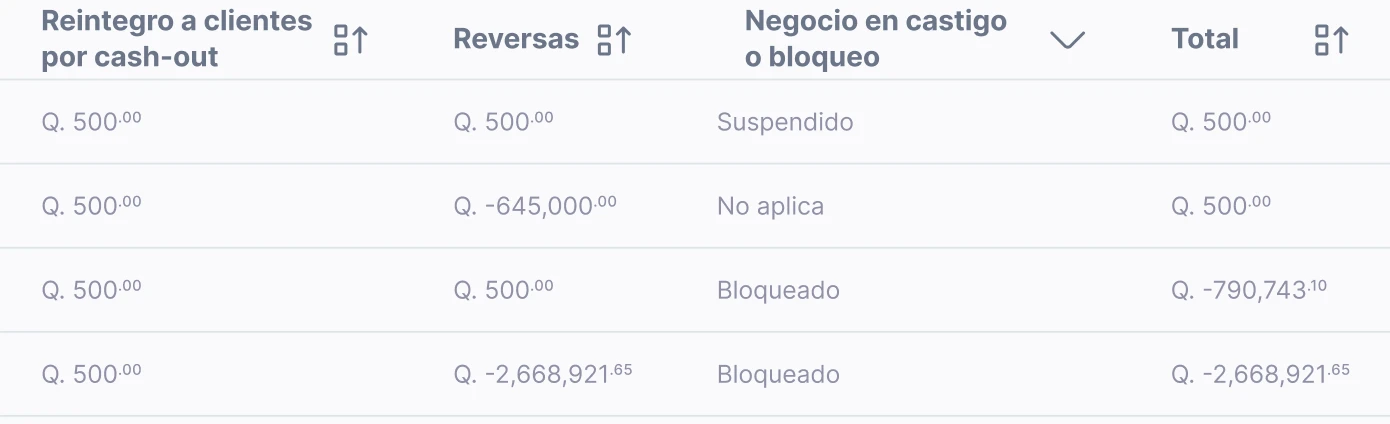 Reintegro a clientes por cash-out Reversas Negocio en castigo o bloqueo Total
Q. 500.00 Q. 500.00 Suspendido Q. 500.00
Q. 500.00 Q. -645,000.00 No aplica Q. 500.00
Q. 500.00 Q. 500.00 Bloqueado Q. -790,743.10
Q. 500.00 Q. -2,668,921.65 Bloqueado Q. -2,668,921.65